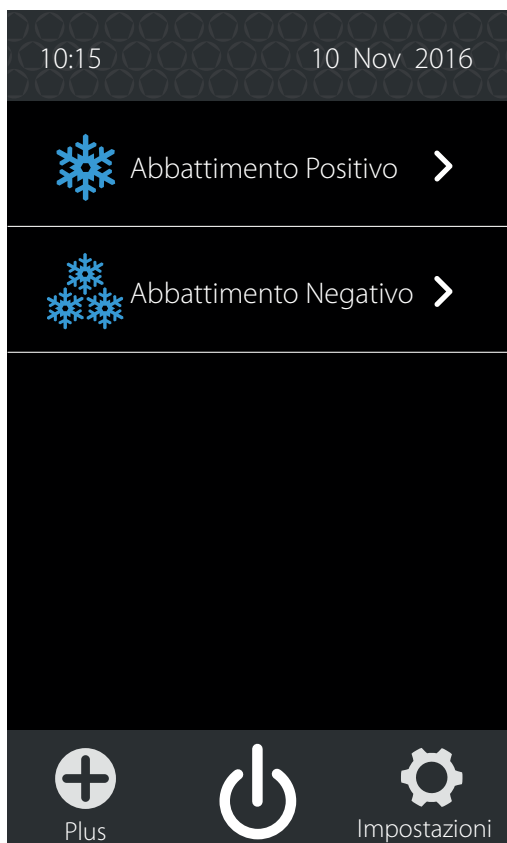 10:15 10 Nov 2016
Abbattimento Positivo
Abbattimento Negativo
Plus
Impostazioni